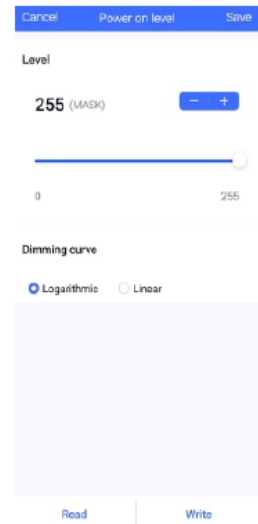 Cancel Power on level Save
Level
255 (MASK) − +
0 255
Dimming curve
Logarithmic Linear
Read Write